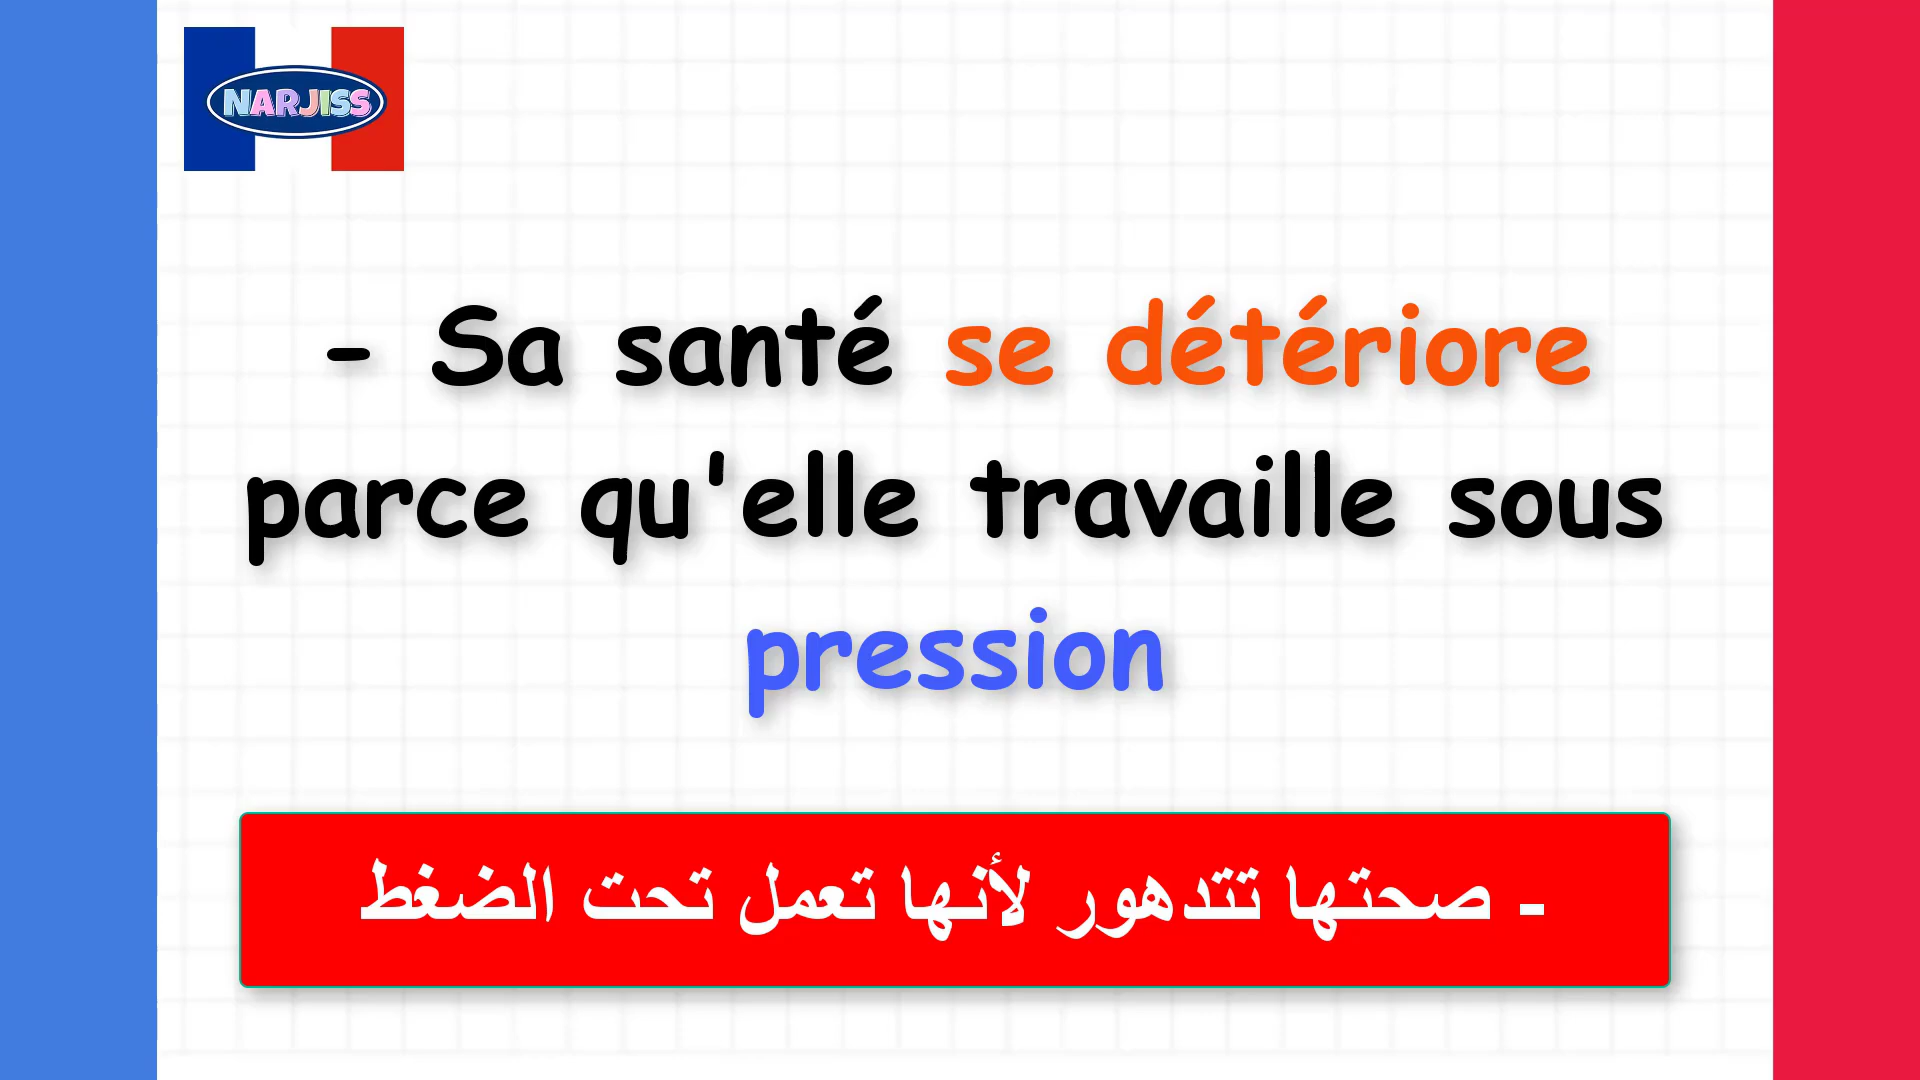 NARJISS
- Sa santé se détériore
parce qu'elle travaille sous
pression
- صحتها تتدهور لأنها تعمل تحت الضغط